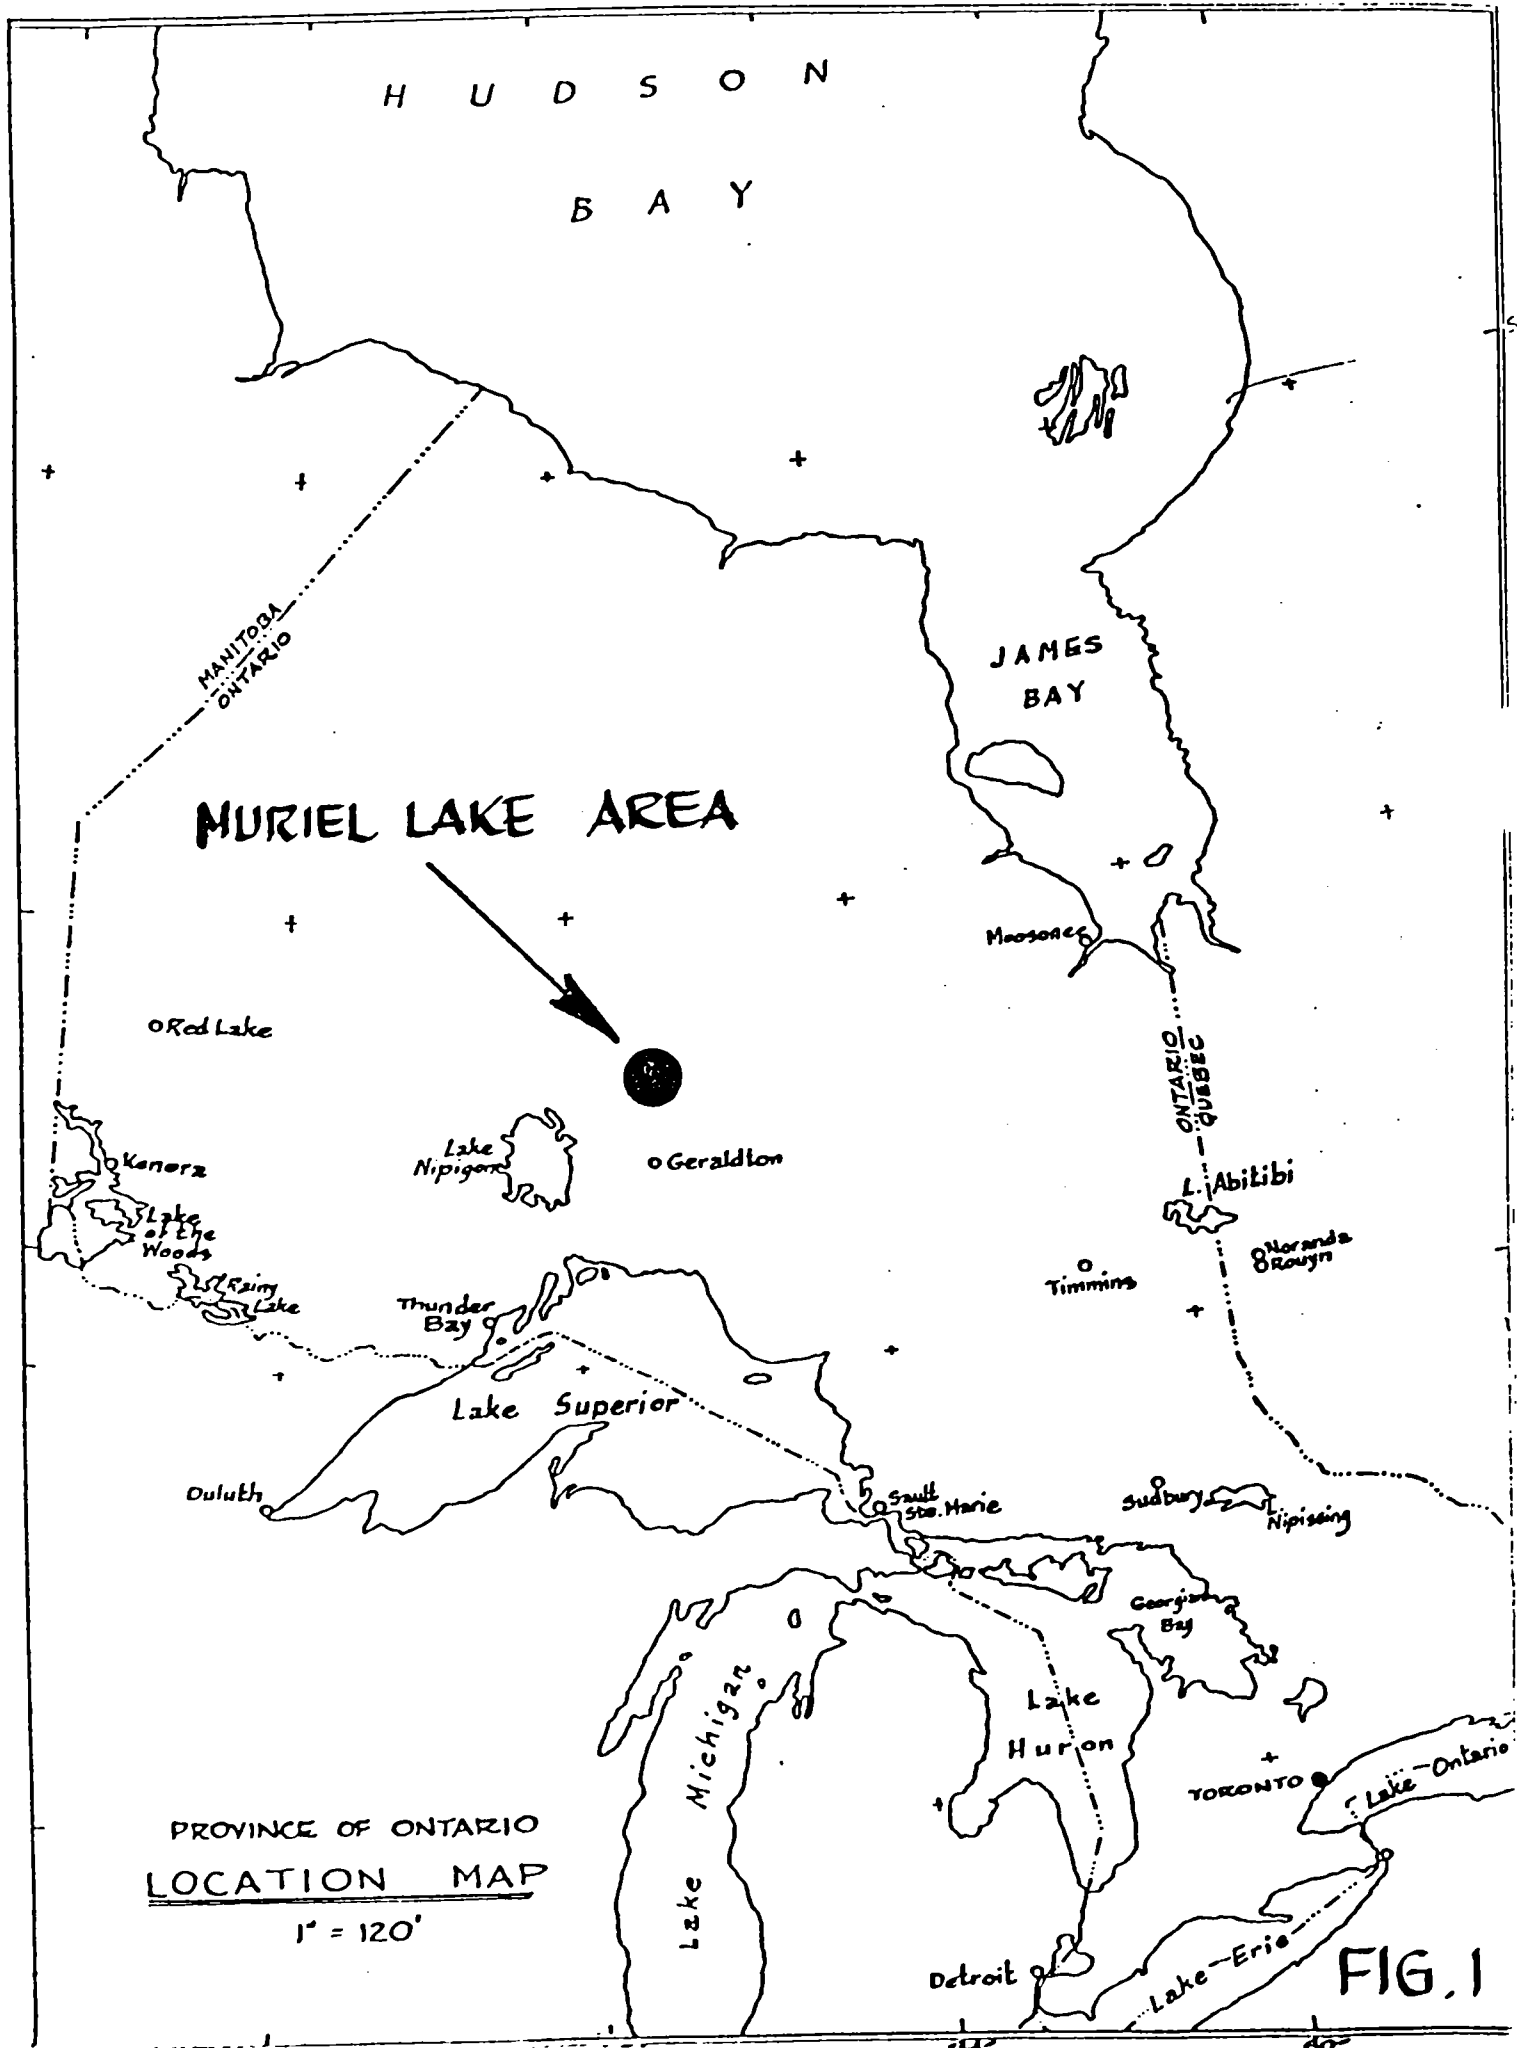 H U D S O N
B A Y
MANITOBA
ONTARIO
JAMES
BAY
MURIEL LAKE AREA
Moosonee
Red Lake
ONTARIO
QUEBEC
Lake
Nipigon
Geraldton
Kenora
L. Abitibi
Lake
of the
Woods
Noranda
Rouyn
Rainy
Lake
Timmins
Thunder
Bay
Lake Superior
Duluth
Sault
Ste. Marie
Sudbury
L.
Nipissing
Georgian
Bay
Lake Michigan
Lake
Huron
TORONTO
Lake Ontario
PROVINCE OF ONTARIO
LOCATION MAP
1" = 120'
Detroit
Lake Erie
FIG. 1